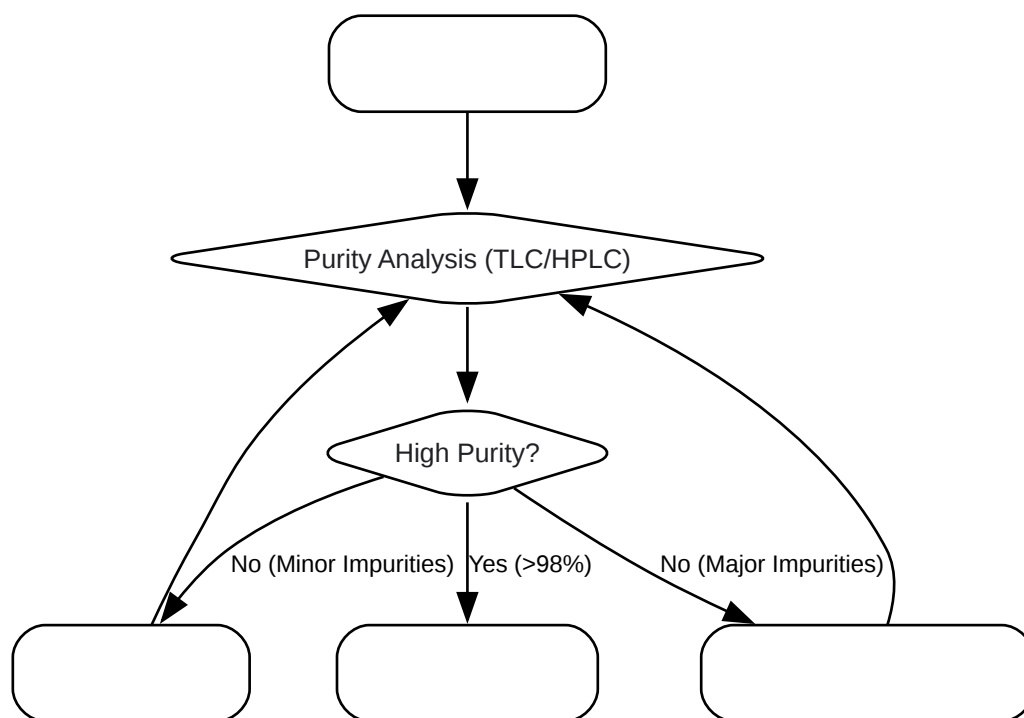 Purity Analysis (TLC/HPLC)
High Purity?
No (Minor Impurities)
Yes (>98%)
No (Major Impurities)